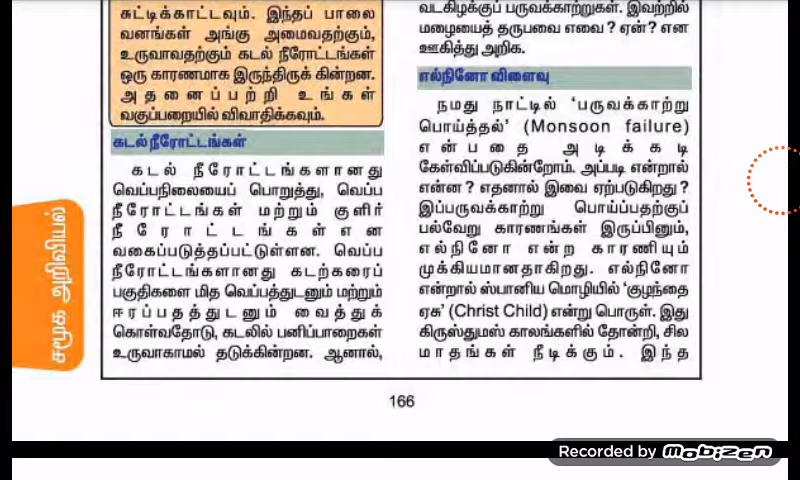 சுட்டிக்காட்டவும். இந்தப் பாலை
வனங்கள் அங்கு அமைவதற்கும்,
உருவாவதற்கும் கடல் நீரோட்டங்கள்
ஒரு காரணமாக இருந்திருக் கின்றன.
அதனைப்பற்றி உங்கள்
வகுப்பறையில் விவாதிக்கவும்.
கடல் நீரோட்டங்கள்
கடல் நீரோட்டங்களானது
வெப்பநிலையைப் பொறுத்து, வெப்ப
நீரோட்டங்கள் மற்றும் குளிர்
நீரோட்டங்கள் என
வகைப்படுத்தப்பட்டுள்ளன. வெப்ப
நீரோட்டங்களானது கடற்கரைப்
பகுதிகளை மித வெப்பத்துடனும் மற்றும்
ஈரப்பதத்துடனும் வைத்துக்
கொள்வதோடு, கடலில் பனிப்பாறைகள்
உருவாகாமல் தடுக்கின்றன. ஆனால்,
வடகிழக்குப் பருவக்காற்றுகள். இவற்றில்
மழையைத் தருபவை எவை ? ஏன்? என
ஊகித்து அறிக.
எல்நினோ விளைவு
நமது நாட்டில் ‘பருவக்காற்று
பொய்த்தல்’ (Monsoon failure)
என்பதை அடிக்கடி
கேள்விப்படுகின்றோம். அப்படி என்றால்
என்ன ? எதனால் இவை ஏற்படுகிறது ?
இப்பருவக்காற்று பொய்ப்பதற்குப்
பல்வேறு காரணங்கள் இருப்பினும்,
எல்நினோ என்ற காரணியும்
முக்கியமானதாகிறது. எல்நினோ
என்றால் ஸ்பானிய மொழியில் ‘குழந்தை
ஏசு’ (Christ Child) என்று பொருள். இது
கிருஸ்துமஸ் காலங்களில் தோன்றி, சில
மாதங்கள் நீடிக்கும். இந்த
சமூக அறிவியல்
166
Recorded by mobizen